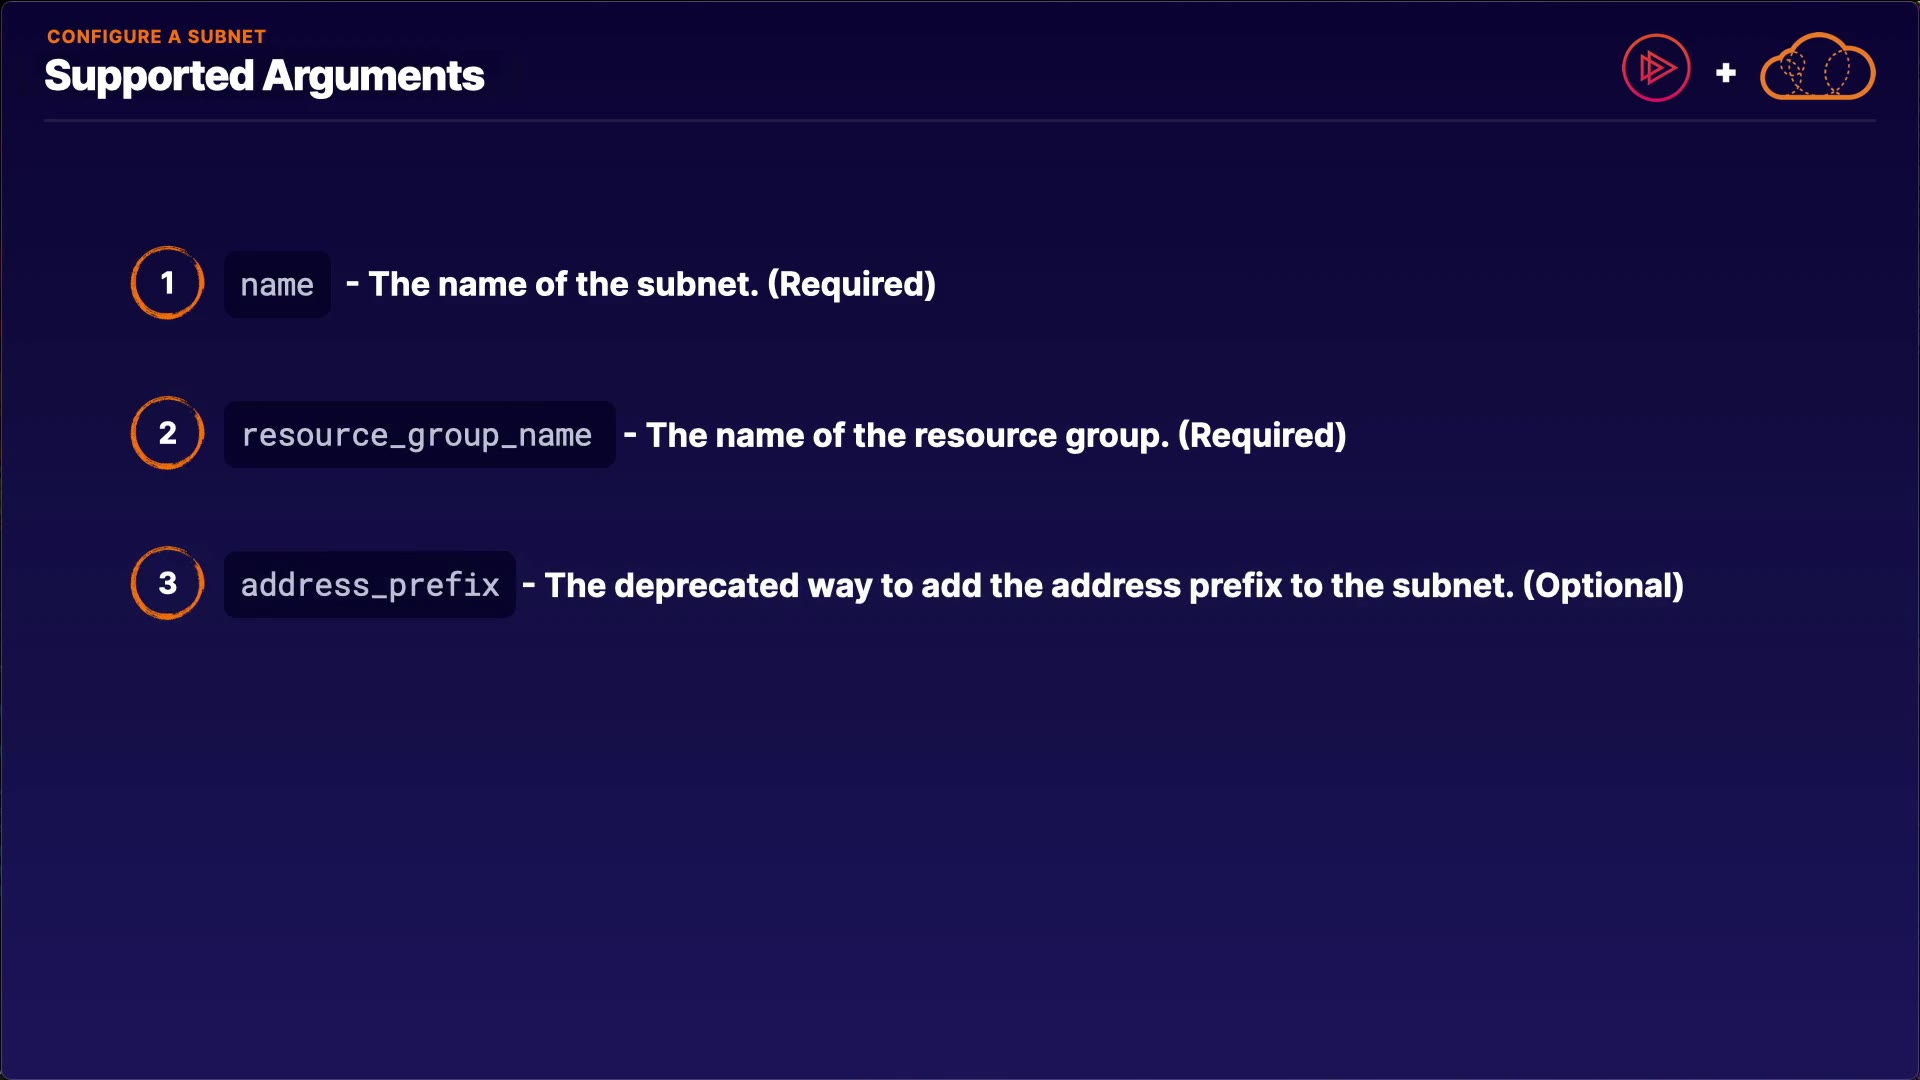 CONFIGURE A SUBNET
Supported Arguments
+
1 name - The name of the subnet. (Required)
2 resource_group_name - The name of the resource group. (Required)
3 address_prefix - The deprecated way to add the address prefix to the subnet. (Optional)